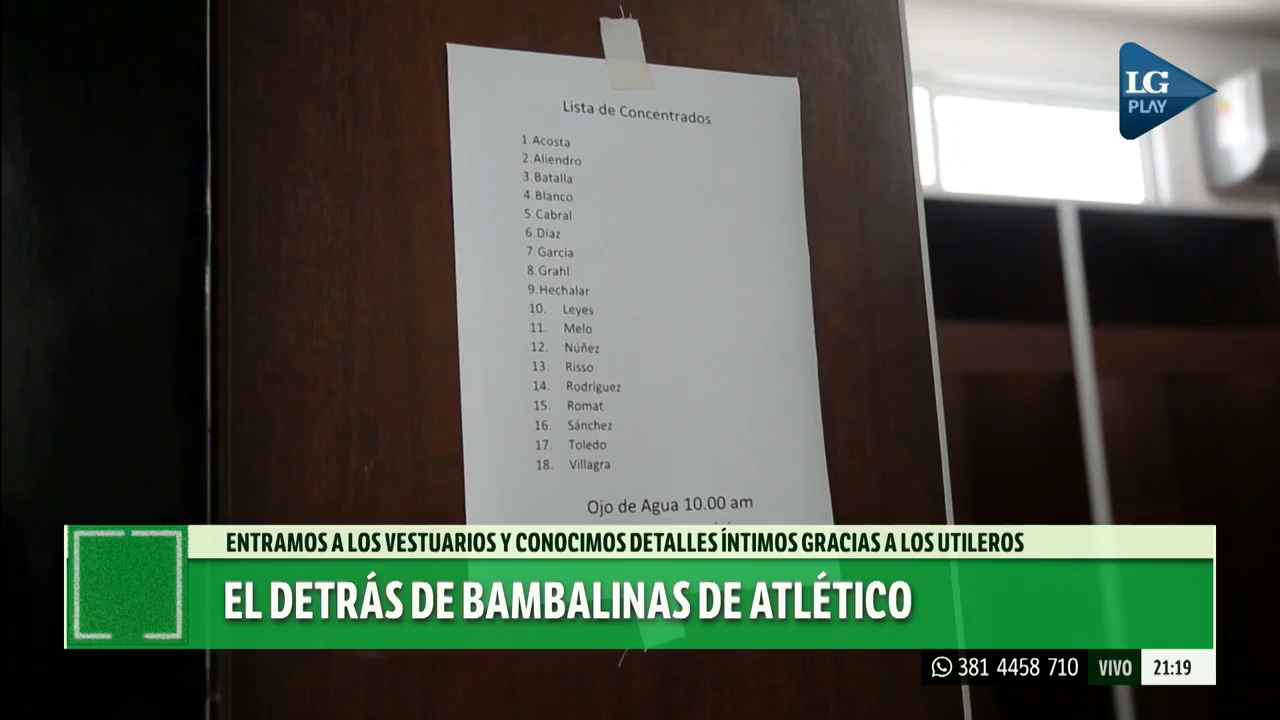 LG
PLAY
Lista de Concentrados
1.Acosta
2.Aliendro
3.Batalla
4.Blanco
5.Cabral
6.Díaz
7.García
8.Grahl
9.Hechalar
10. Leyes
11. Melo
12. Núñez
13. Risso
14. Rodríguez
15. Romat
16. Sánchez
17. Toledo
18. Villagra
Ojo de Agua 10.00 am
ENTRAMOS A LOS VESTUARIOS Y CONOCIMOS DETALLES ÍNTIMOS GRACIAS A LOS UTILEROS
EL DETRÁS DE BAMBALINAS DE ATLÉTICO
381 4458 710 VIVO 21:19